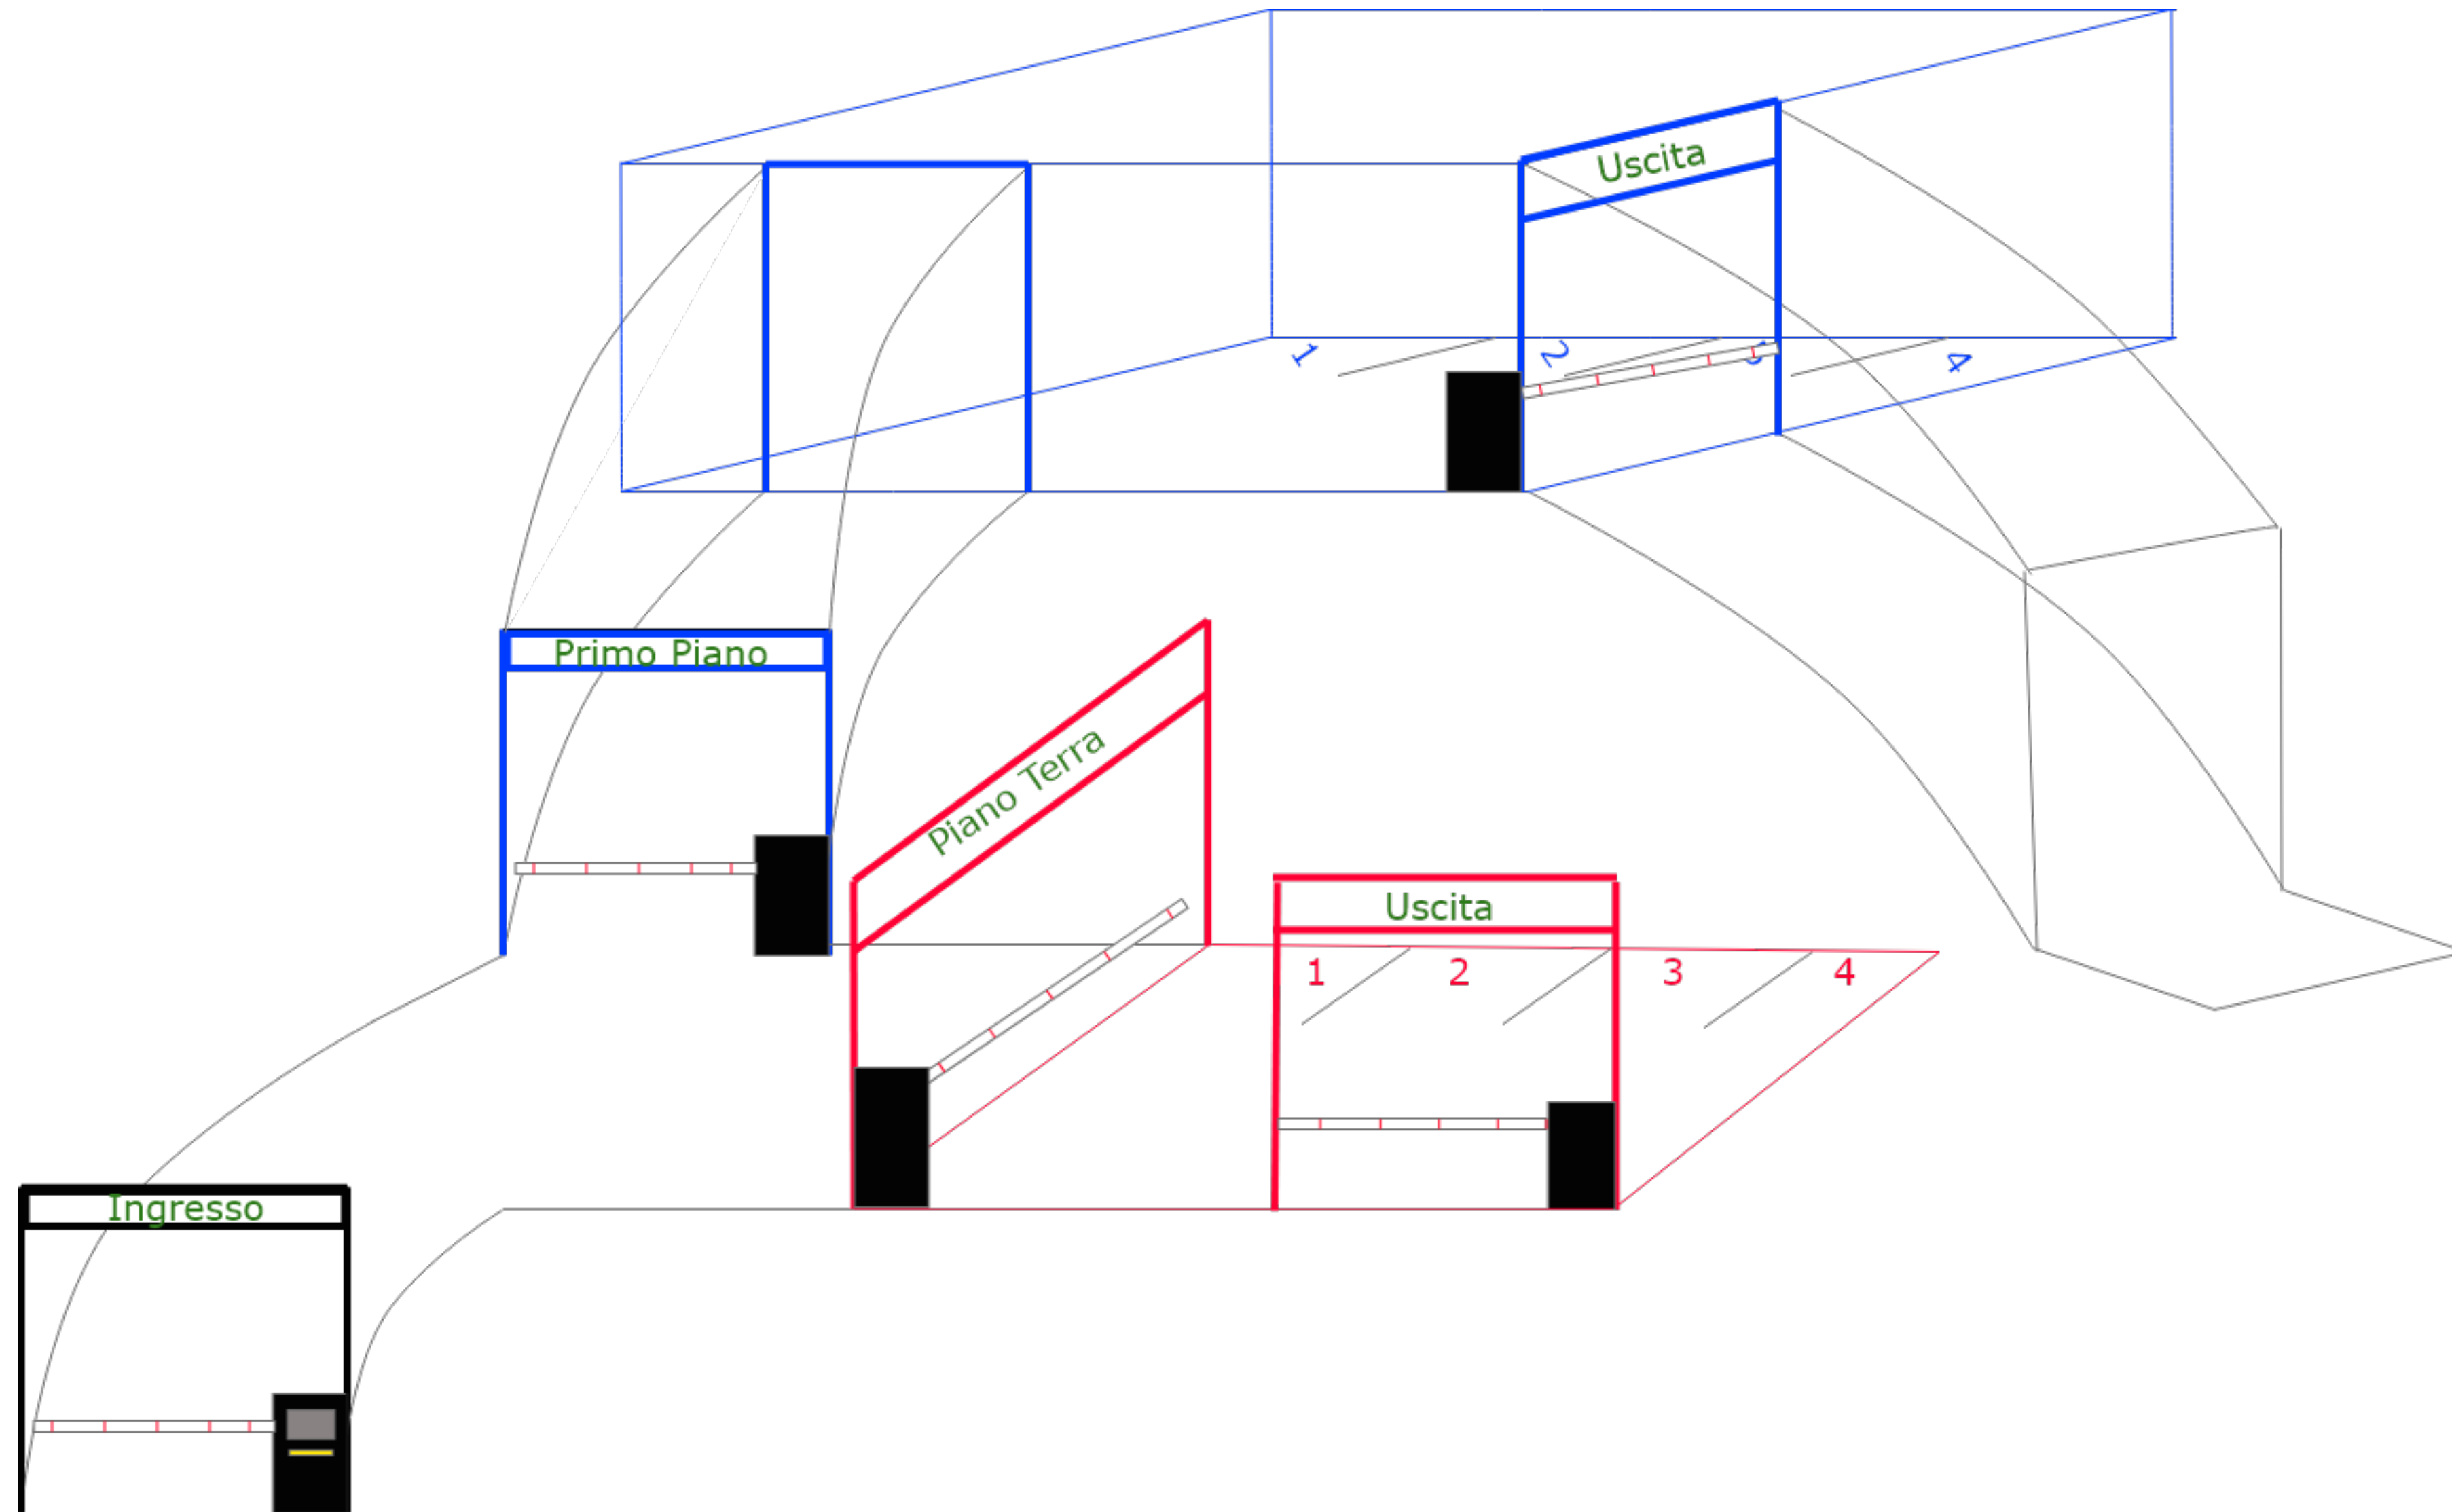 Uscita
1 2 4
Primo Piano
Piano Terra
Uscita
1 2 3 4
Ingresso